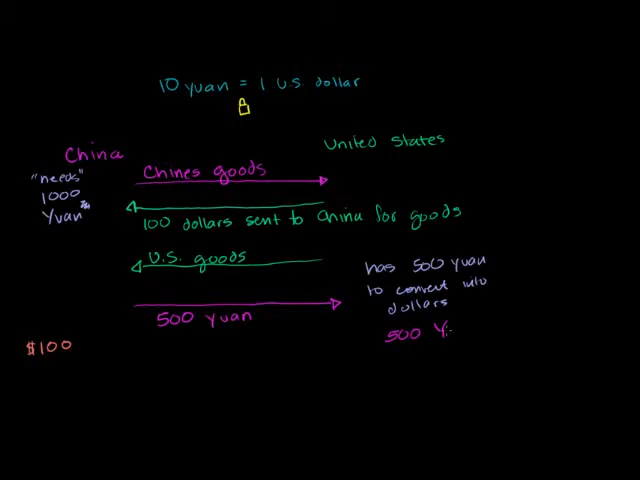 10 yuan = 1 U.S. dollar
China
United States
"needs"
1000
Yuan
Chines goods
100 dollars sent to China for goods
U.S. goods
has 500 yuan
to convert into
dollars
500 yuan
500 Y
$100